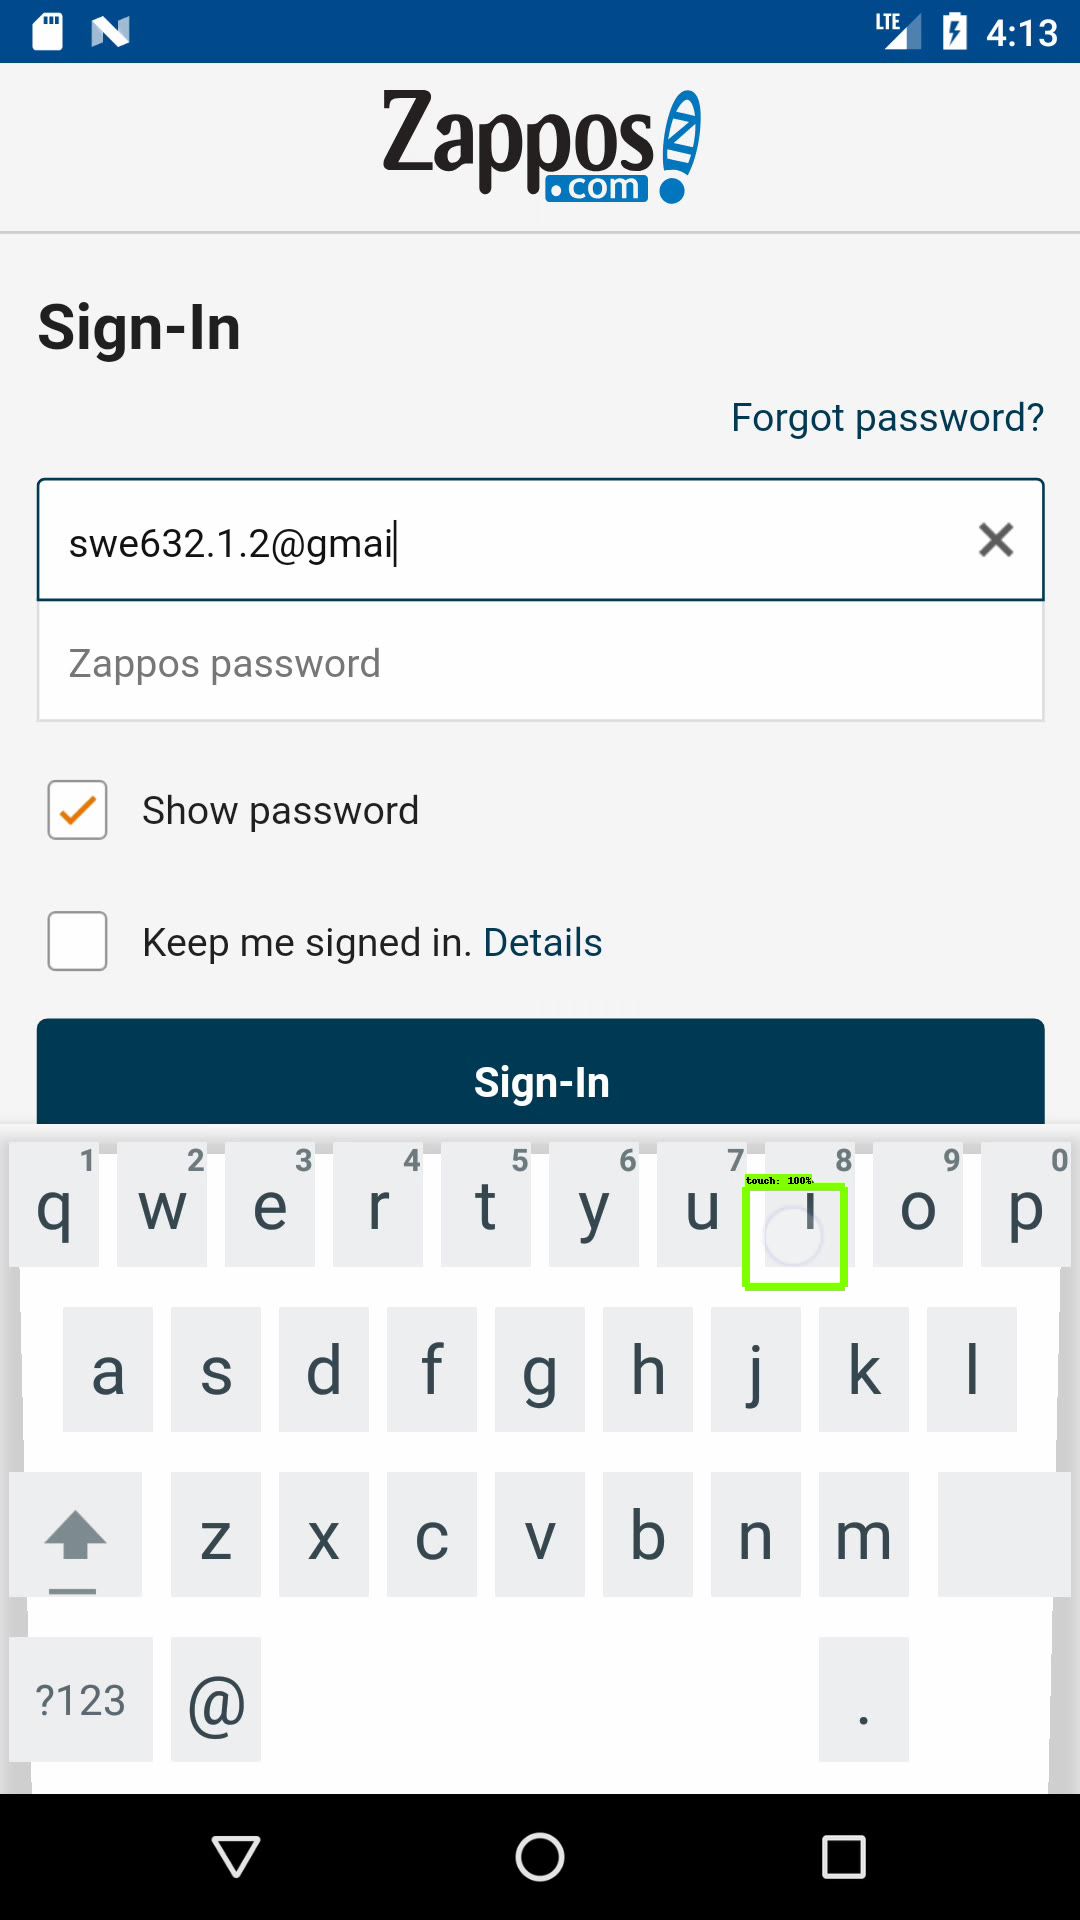 LTE 4:13
Zappos
.com
Sign-In
Forgot password?
swe632.1.2@gmai
Zappos password
Show password
Keep me signed in. Details
Sign-In
1 2 3 4 5 6 7 8 9 0
touch: 100%
q w e r t y u i o p
a s d f g h j k l
z x c v b n m
?123 @ .